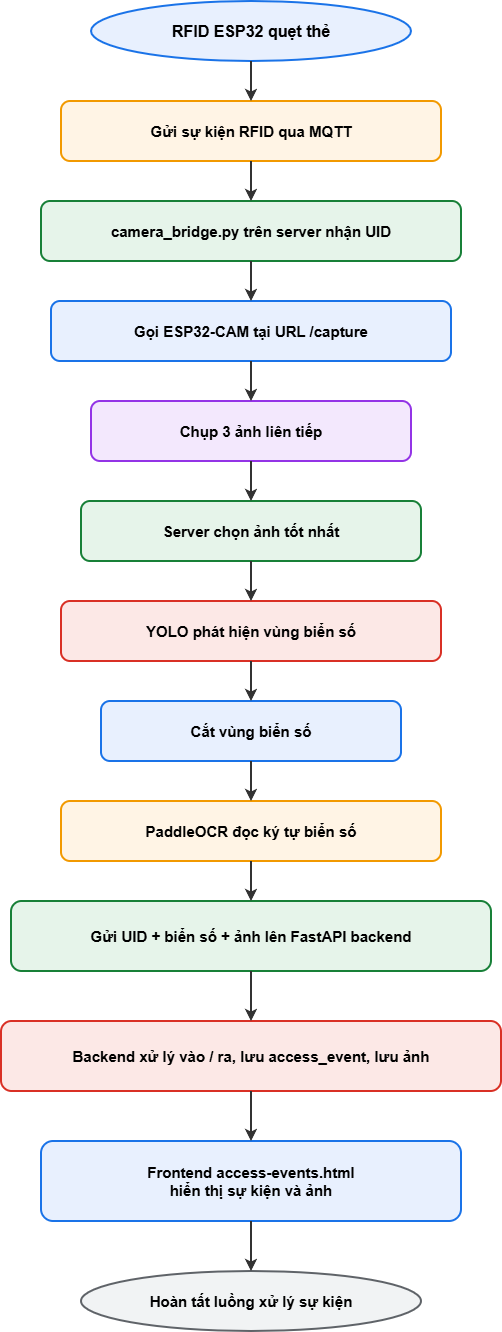 RFID ESP32 quẹt thẻ
Gửi sự kiện RFID qua MQTT
camera_bridge.py trên server nhận UID
Gọi ESP32-CAM tại URL /capture
Chụp 3 ảnh liên tiếp
Server chọn ảnh tốt nhất
YOLO phát hiện vùng biển số
Cắt vùng biển số
PaddleOCR đọc ký tự biển số
Gửi UID + biển số + ảnh lên FastAPI backend
Backend xử lý vào / ra, lưu access_event, lưu ảnh
Frontend access-events.html
hiển thị sự kiện và ảnh
Hoàn tất luồng xử lý sự kiện